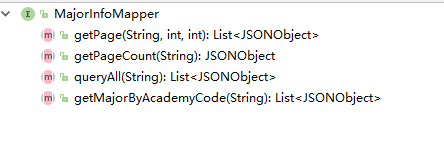 MajorInfoMapper
getPage(String, int, int): List<JSONObject>
getPageCount(String): JSONObject
queryAll(String): List<JSONObject>
getMajorByAcademyCode(String): List<JSONObject>